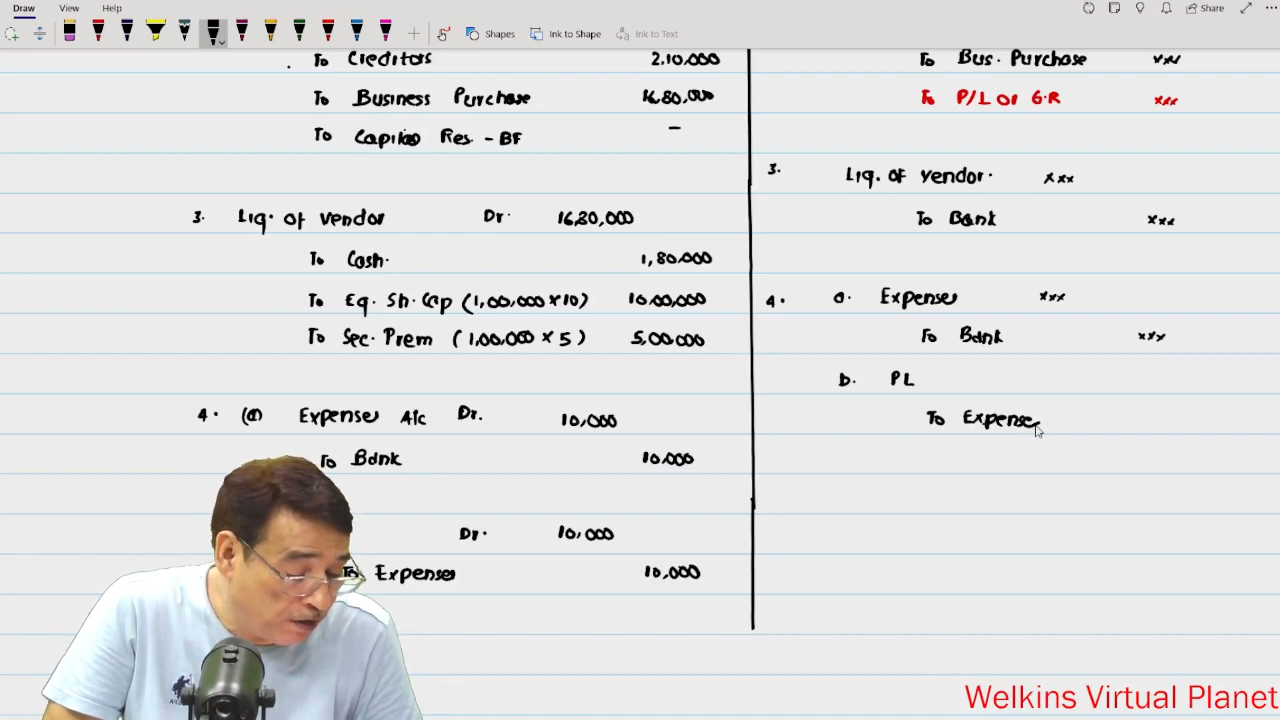 Draw View Help
Share
Shapes Ink to Shape Ink to Text
To Creditors 2,10,000
To Business Purchase 16,80,000
To Capital Res. - BF -
3. Liq. of vendor Dr. 16,80,000
To Cash. 1,80,000
To Eq. Sh. Cap (1,00,000 x 10) 10,00,000
To Sec. Prem (1,00,000 x 5) 5,00,000
4. (a) Expenses A/c Dr. 10,000
To Bank 10,000
Dr. 10,000
To Expenses 10,000
To Bus. Purchase xxx
To P/L or G.R xxx
3. Liq. of vendor. xxx
To Bank xxx
4. a. Expenses xxx
To Bank xxx
b. PL
To Expense
Welkins Virtual Planet